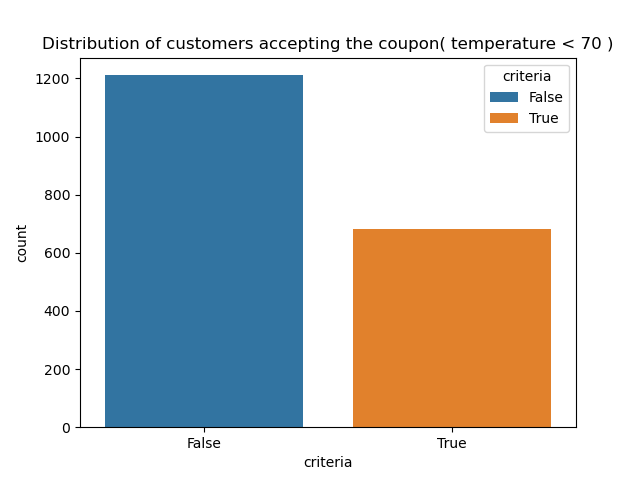 Distribution of customers accepting the coupon( temperature < 70 )
criteria
False
True
1200
1000
800
600
400
200
0
count
False True
criteria